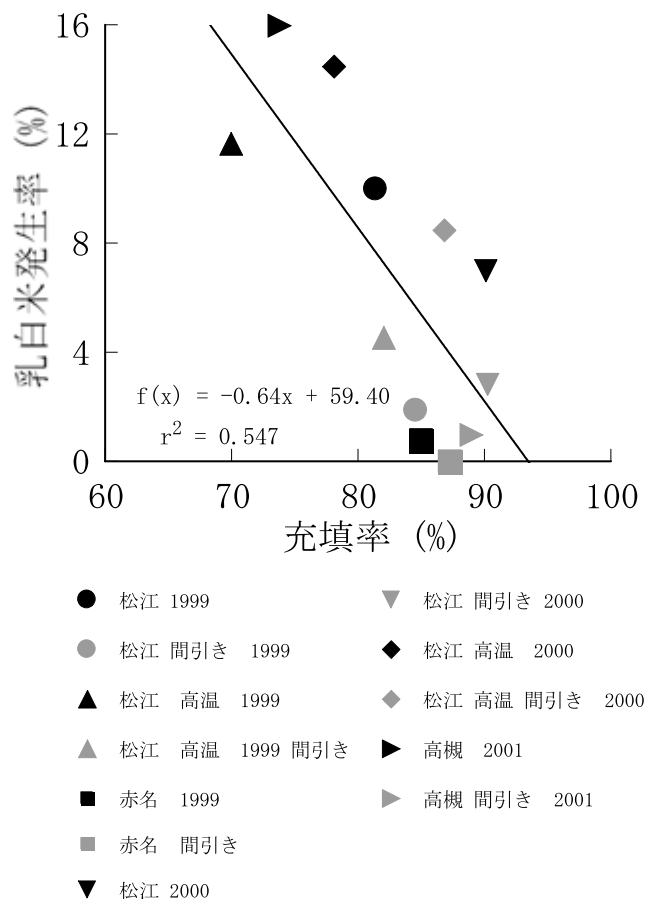 16
12
8
4
0
乳白米発生率 (%)
f(x) = -0.64x + 59.40
r² = 0.547
60 70 80 90 100
充填率 (%)
松江 1999
松江 間引き 1999
松江 高温 1999
松江 高温 1999 間引き
赤名 1999
赤名 間引き
松江 2000
松江 間引き 2000
松江 高温 2000
松江 高温 間引き 2000
高槻 2001
高槻 間引き 2001